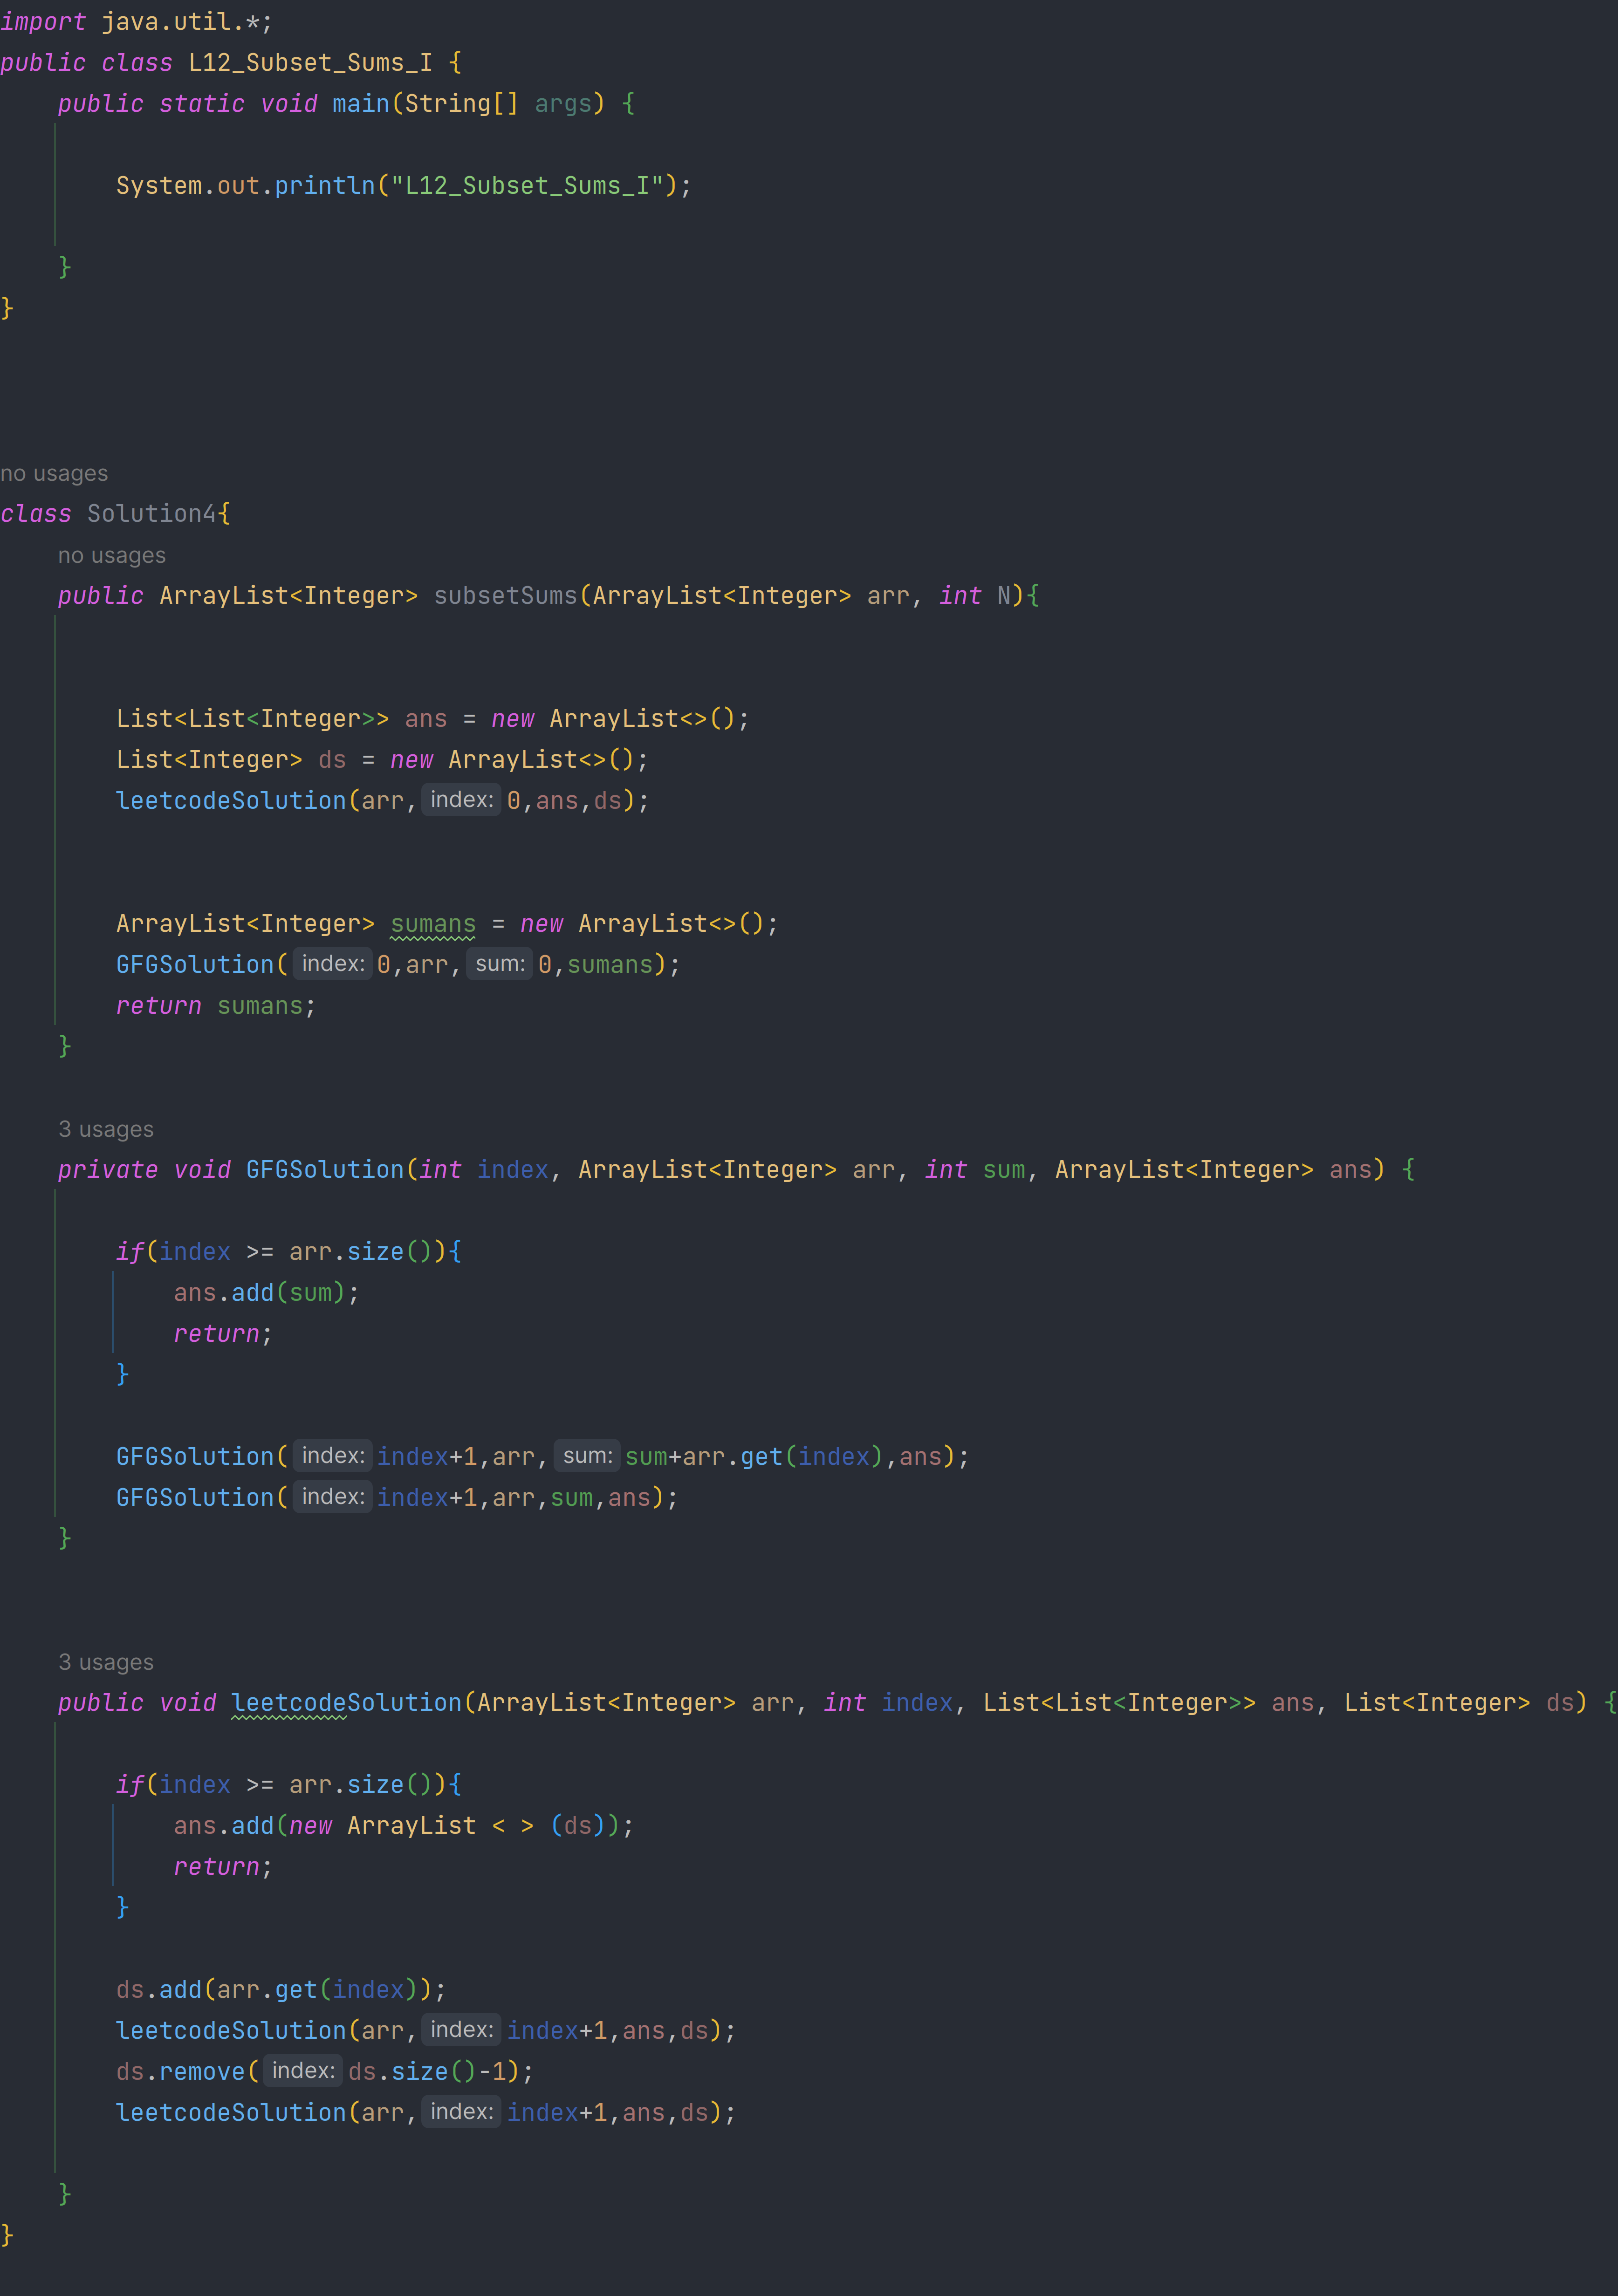 import java.util.*;
public class L12_Subset_Sums_I {
public static void main(String[] args) {
System.out.println("L12_Subset_Sums_I");
}
}
no usages
class Solution4{
no usages
public ArrayList<Integer> subsetSums(ArrayList<Integer> arr, int N){
List<List<Integer>> ans = new ArrayList<>();
List<Integer> ds = new ArrayList<>();
leetcodeSolution(arr, index: 0,ans,ds);
ArrayList<Integer> sumans = new ArrayList<>();
GFGSolution( index: 0,arr, sum: 0,sumans);
return sumans;
}
3 usages
private void GFGSolution(int index, ArrayList<Integer> arr, int sum, ArrayList<Integer> ans) {
if(index >= arr.size()){
ans.add(sum);
return;
}
GFGSolution( index: index+1,arr, sum: sum+arr.get(index),ans);
GFGSolution( index: index+1,arr,sum,ans);
}
3 usages
public void leetcodeSolution(ArrayList<Integer> arr, int index, List<List<Integer>> ans, List<Integer> ds) {
if(index >= arr.size()){
ans.add(new ArrayList < > (ds));
return;
}
ds.add(arr.get(index));
leetcodeSolution(arr, index: index+1,ans,ds);
ds.remove( index: ds.size()-1);
leetcodeSolution(arr, index: index+1,ans,ds);
}
}